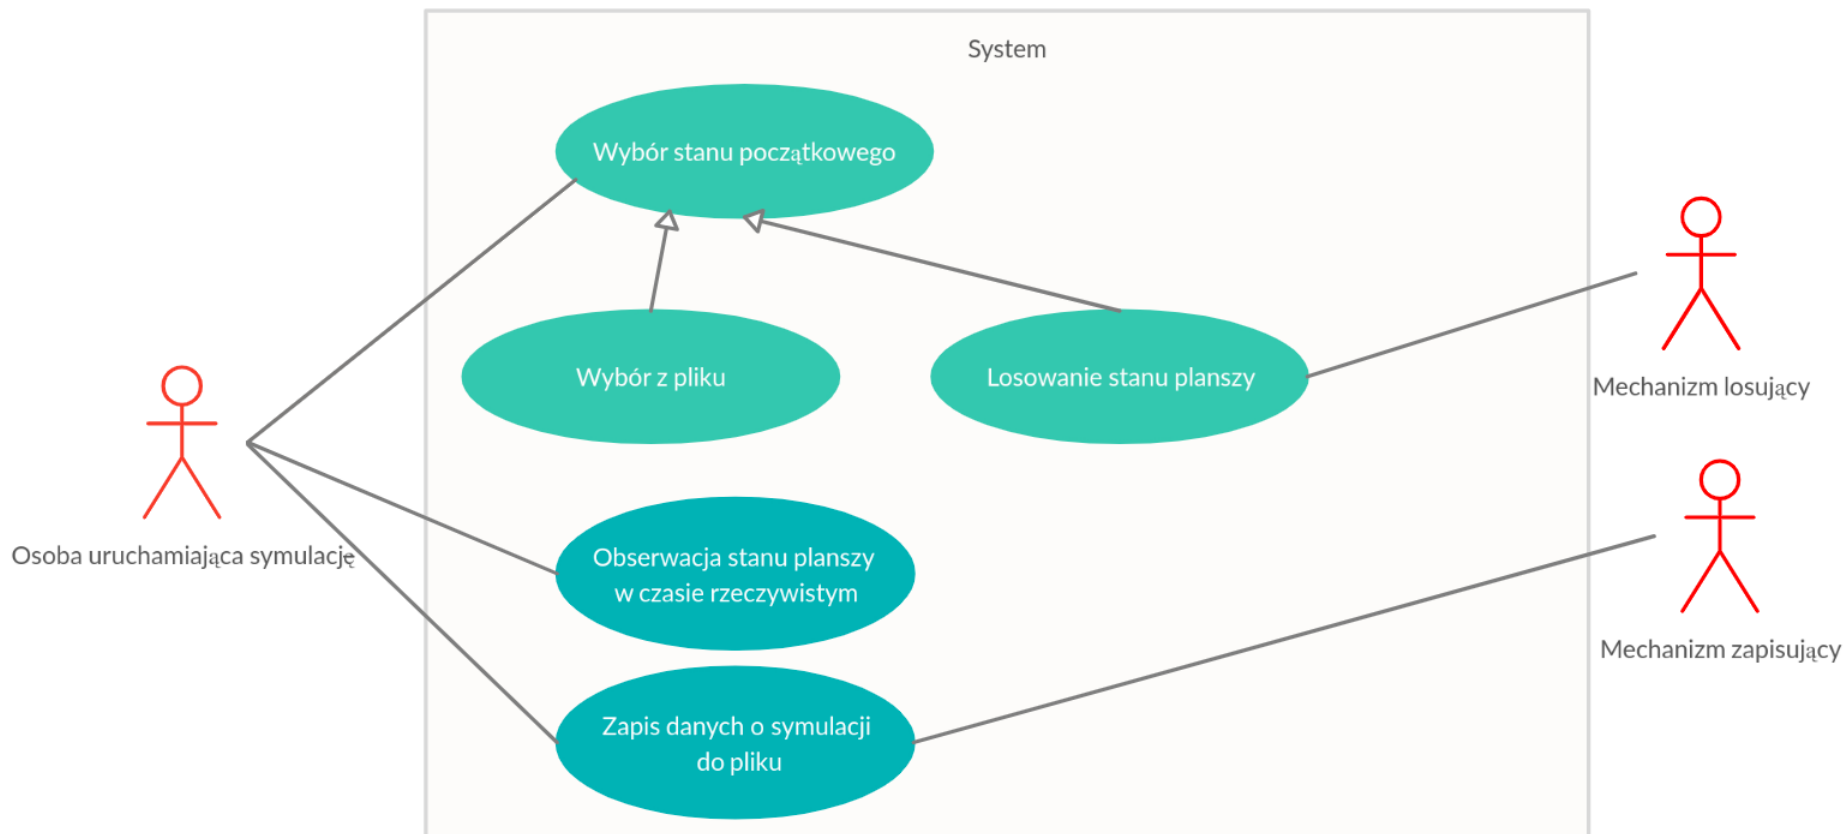 System
Wybór stanu początkowego
Wybór z pliku
Losowanie stanu planszy
Mechanizm losujący
Osoba uruchamiająca symulację
Obserwacja stanu planszy
w czasie rzeczywistym
Mechanizm zapisujący
Zapis danych o symulacji
do pliku